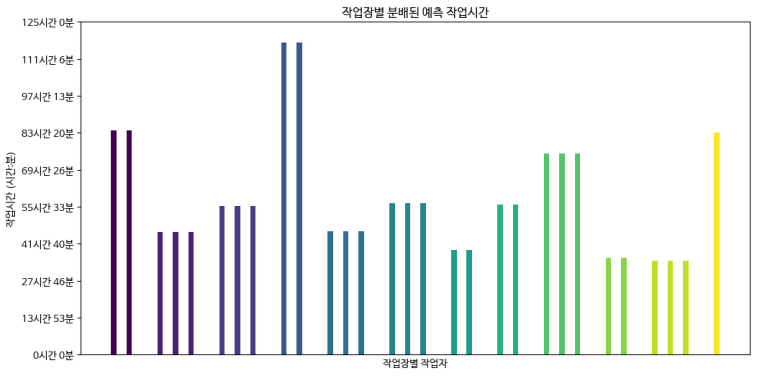 작업장별 분배된 예측 작업시간
125시간 0분
111시간 6분
97시간 13분
83시간 20분
69시간 26분
55시간 33분
41시간 40분
27시간 46분
13시간 53분
0시간 0분
작업시간 (시간:분)
작업장별 작업자